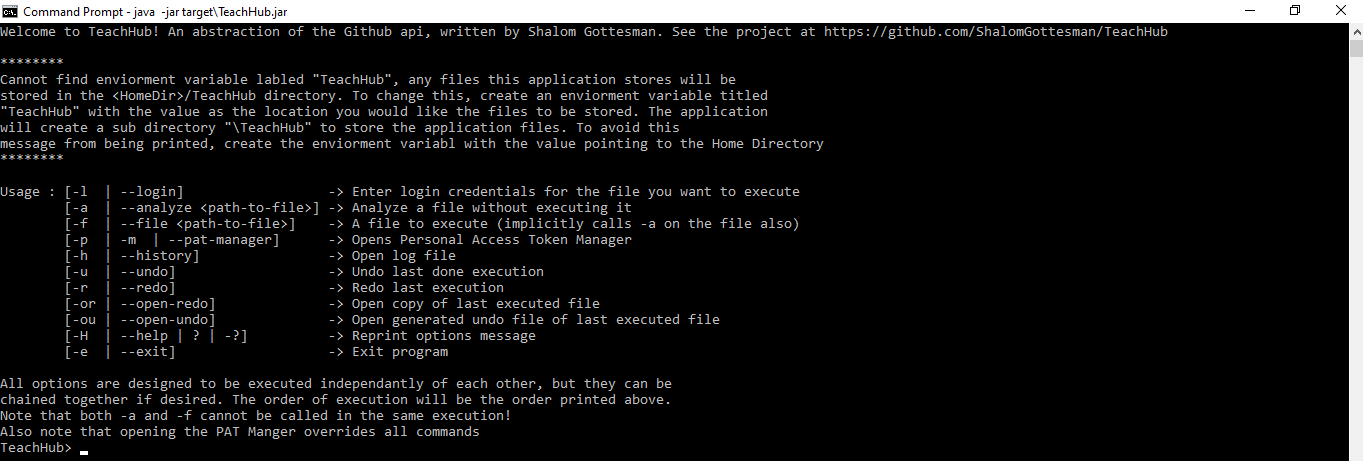 Command Prompt - java  -jar target\TeachHub.jar
Welcome to TeachHub! An abstraction of the Github api, written by Shalom Gottesman. See the project at https://github.com/ShalomGottesman/TeachHub
********
Cannot find enviorment variable labled "TeachHub", any files this application stores will be
stored in the <HomeDir>/TeachHub directory. To change this, create an enviorment variable titled
"TeachHub" with the value as the location you would like the files to be stored. The application
will create a sub directory "\TeachHub" to store the application files. To avoid this
message from being printed, create the enviorment variabl with the value pointing to the Home Directory
********
Usage : [-l  | --login]                  -> Enter login credentials for the file you want to execute
        [-a  | --analyze <path-to-file>] -> Analyze a file without executing it
        [-f  | --file <path-to-file>]    -> A file to execute (implicitly calls -a on the file also)
        [-p  | -m  | --pat-manager]      -> Opens Personal Access Token Manager
        [-h  | --history]                -> Open log file
        [-u  | --undo]                   -> Undo last done execution
        [-r  | --redo]                   -> Redo last execution
        [-or | --open-redo]              -> Open copy of last executed file
        [-ou | --open-undo]              -> Open generated undo file of last executed file
        [-H  | --help | ? | -?]          -> Reprint options message
        [-e  | --exit]                   -> Exit program
All options are designed to be executed independantly of each other, but they can be
chained together if desired. The order of execution will be the order printed above.
Note that both -a and -f cannot be called in the same execution!
Also note that opening the PAT Manger overrides all commands
TeachHub>